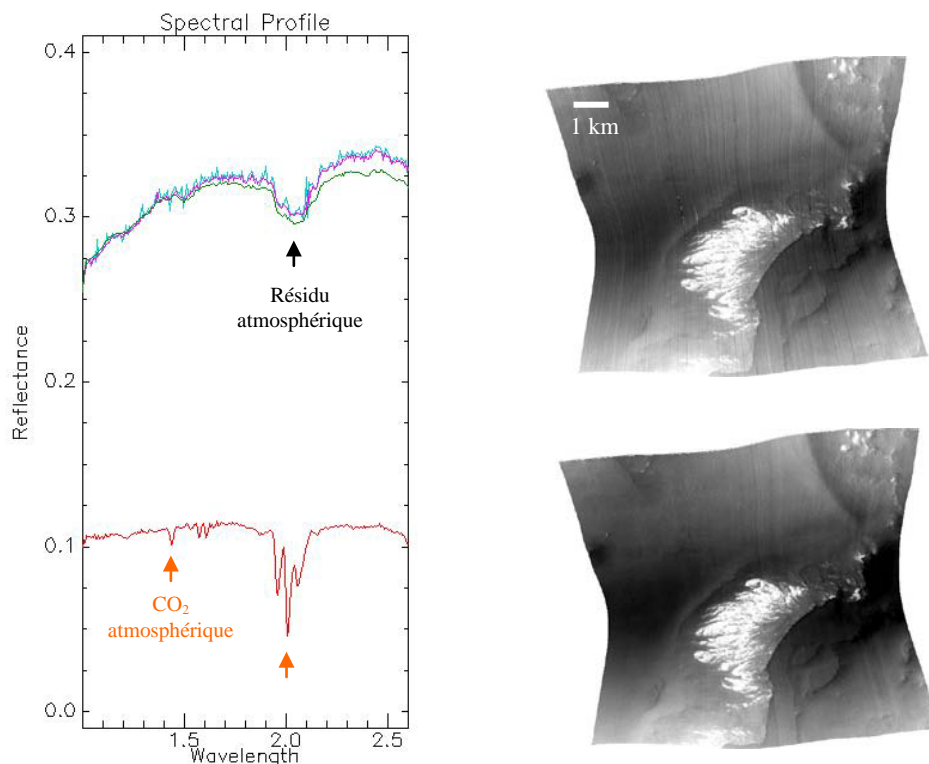 Spectral Profile
0.4
0.3
0.2
0.1
0.0
Reflectance
1.5
2.0
2.5
Wavelength
Résidu
atmosphérique
CO₂
atmosphérique
1 km